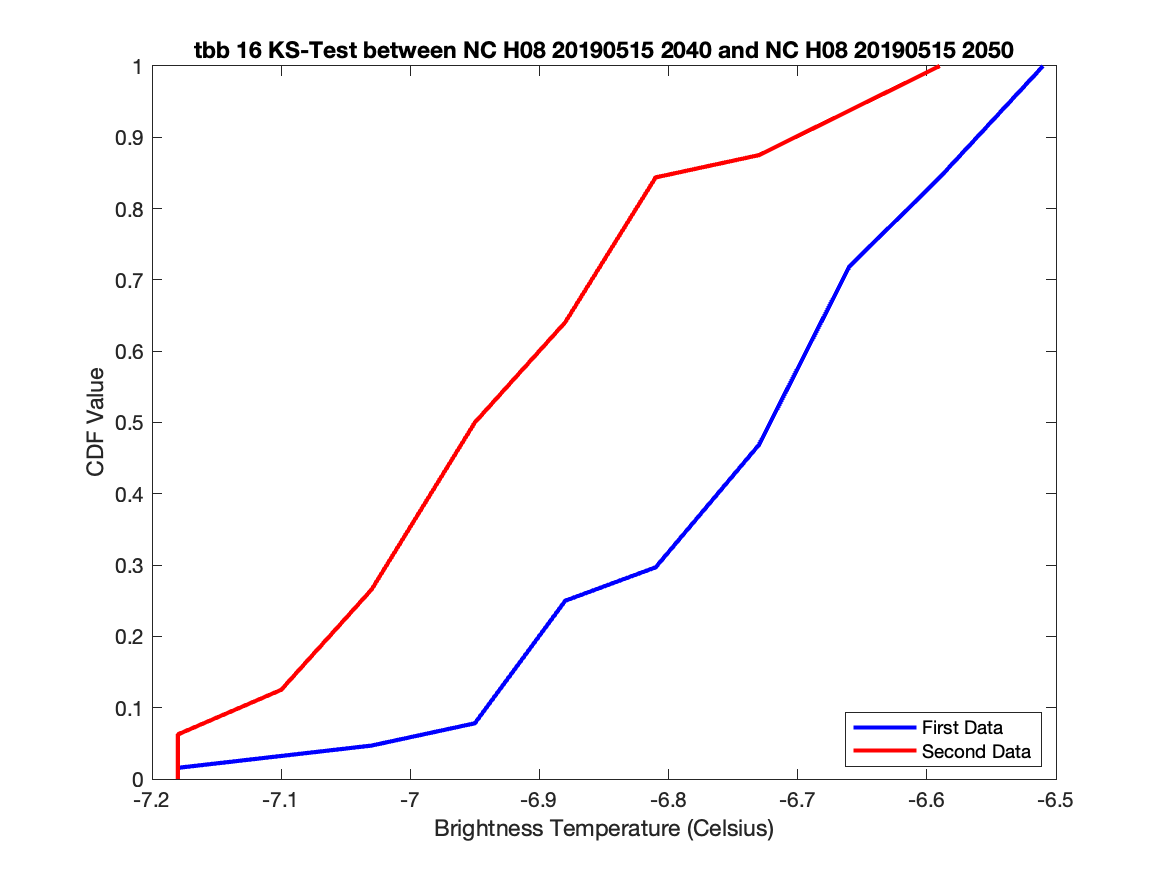 tbb 16 KS-Test between NC H08 20190515 2040 and NC H08 20190515 2050
1
0.9
0.8
0.7
0.6
0.5
0.4
0.3
0.2
0.1
0
CDF Value
First Data
Second Data
-7.2 -7.1 -7 -6.9 -6.8 -6.7 -6.6 -6.5
Brightness Temperature (Celsius)